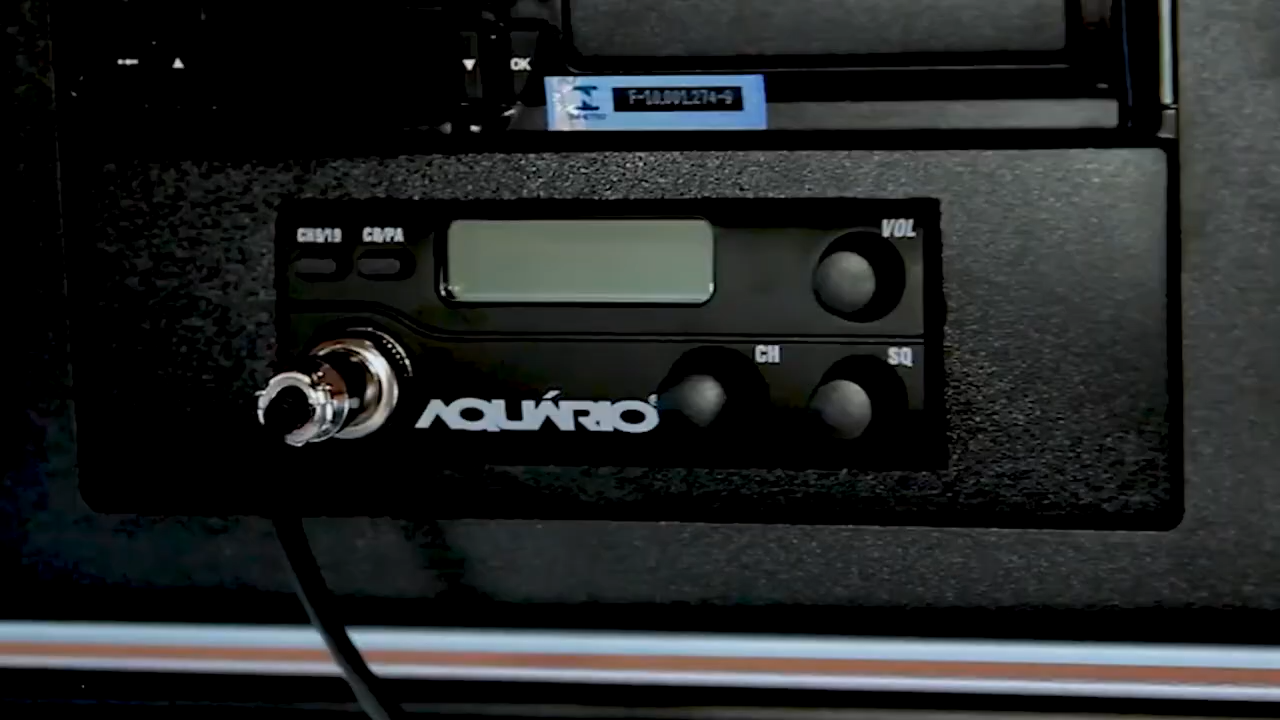 OK
F-10.001.274-9
CH9/19 CB/PA
VOL
CH
SQ
AQUÁRIO